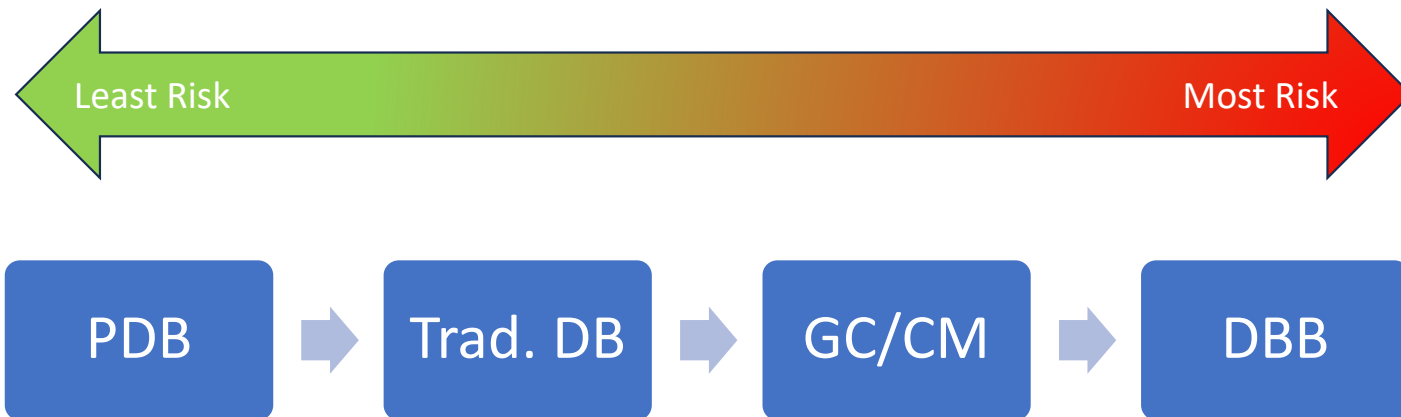 Least Risk
Most Risk
PDB
Trad. DB
GC/CM
DBB